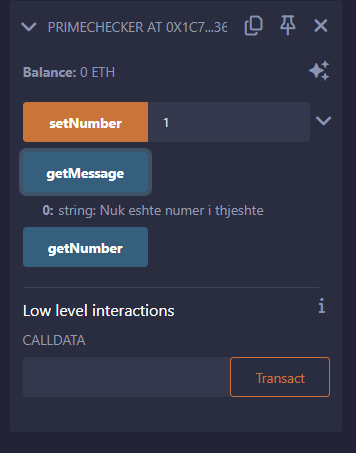 PRIMECHECKER AT 0X1C7...36
Balance: 0 ETH
setNumber 1
getMessage
0: string: Nuk eshte numer i thjeshte
getNumber
Low level interactions i
CALLDATA
Transact